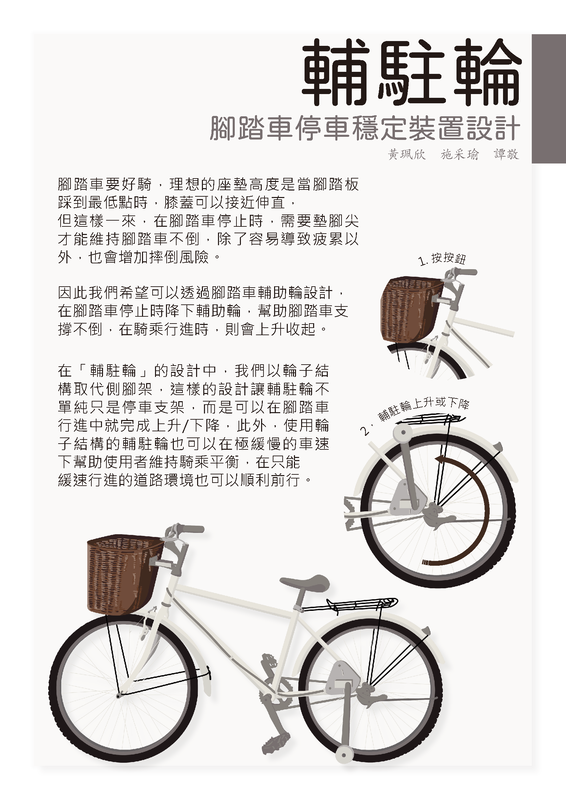 輔駐輪
腳踏車停車穩定裝置設計
黃珮欣 施采瑜 譚敬
腳踏車要好騎，理想的座墊高度是當腳踏板
踩到最低點時，膝蓋可以接近伸直，
但這樣一來，在腳踏車停止時，需要墊腳尖
才能維持腳踏車不倒，除了容易導致疲累以
外，也會增加摔倒風險。
因此我們希望可以透過腳踏車輔助輪設計，
在腳踏車停止時降下輔助輪，幫助腳踏車支
撐不倒，在騎乘行進時，則會上升收起。
在「輔駐輪」的設計中，我們以輪子結
構取代側腳架，這樣的設計讓輔駐輪不
單純只是停車支架，而是可以在腳踏車
行進中就完成上升/下降，此外，使用輪
子結構的輔駐輪也可以在極緩慢的車速
下幫助使用者維持騎乘平衡，在只能
緩速行進的道路環境也可以順利前行。
1. 按按鈕
2. 輔駐輪上升或下降